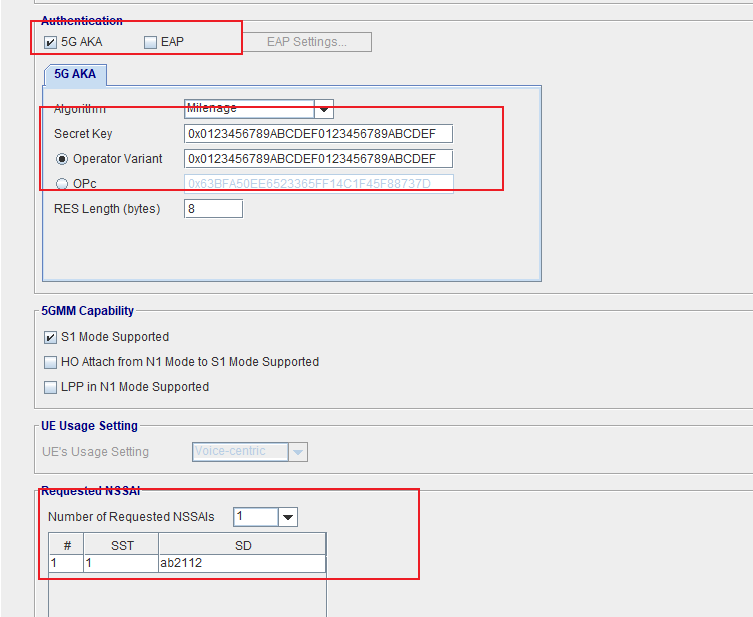 Authentication
5G AKA EAP EAP Settings...
5G AKA
Algorithm Milenage
Secret Key 0x0123456789ABCDEF0123456789ABCDEF
Operator Variant 0x0123456789ABCDEF0123456789ABCDEF
OPc 0x63BFA50EE6523365FF14C1F45F88737D
RES Length (bytes) 8
5GMM Capability
S1 Mode Supported
HO Attach from N1 Mode to S1 Mode Supported
LPP in N1 Mode Supported
UE Usage Setting
UE's Usage Setting Voice-centric
Requested NSSAI
Number of Requested NSSAIs 1
# SST SD
1 1 ab2112